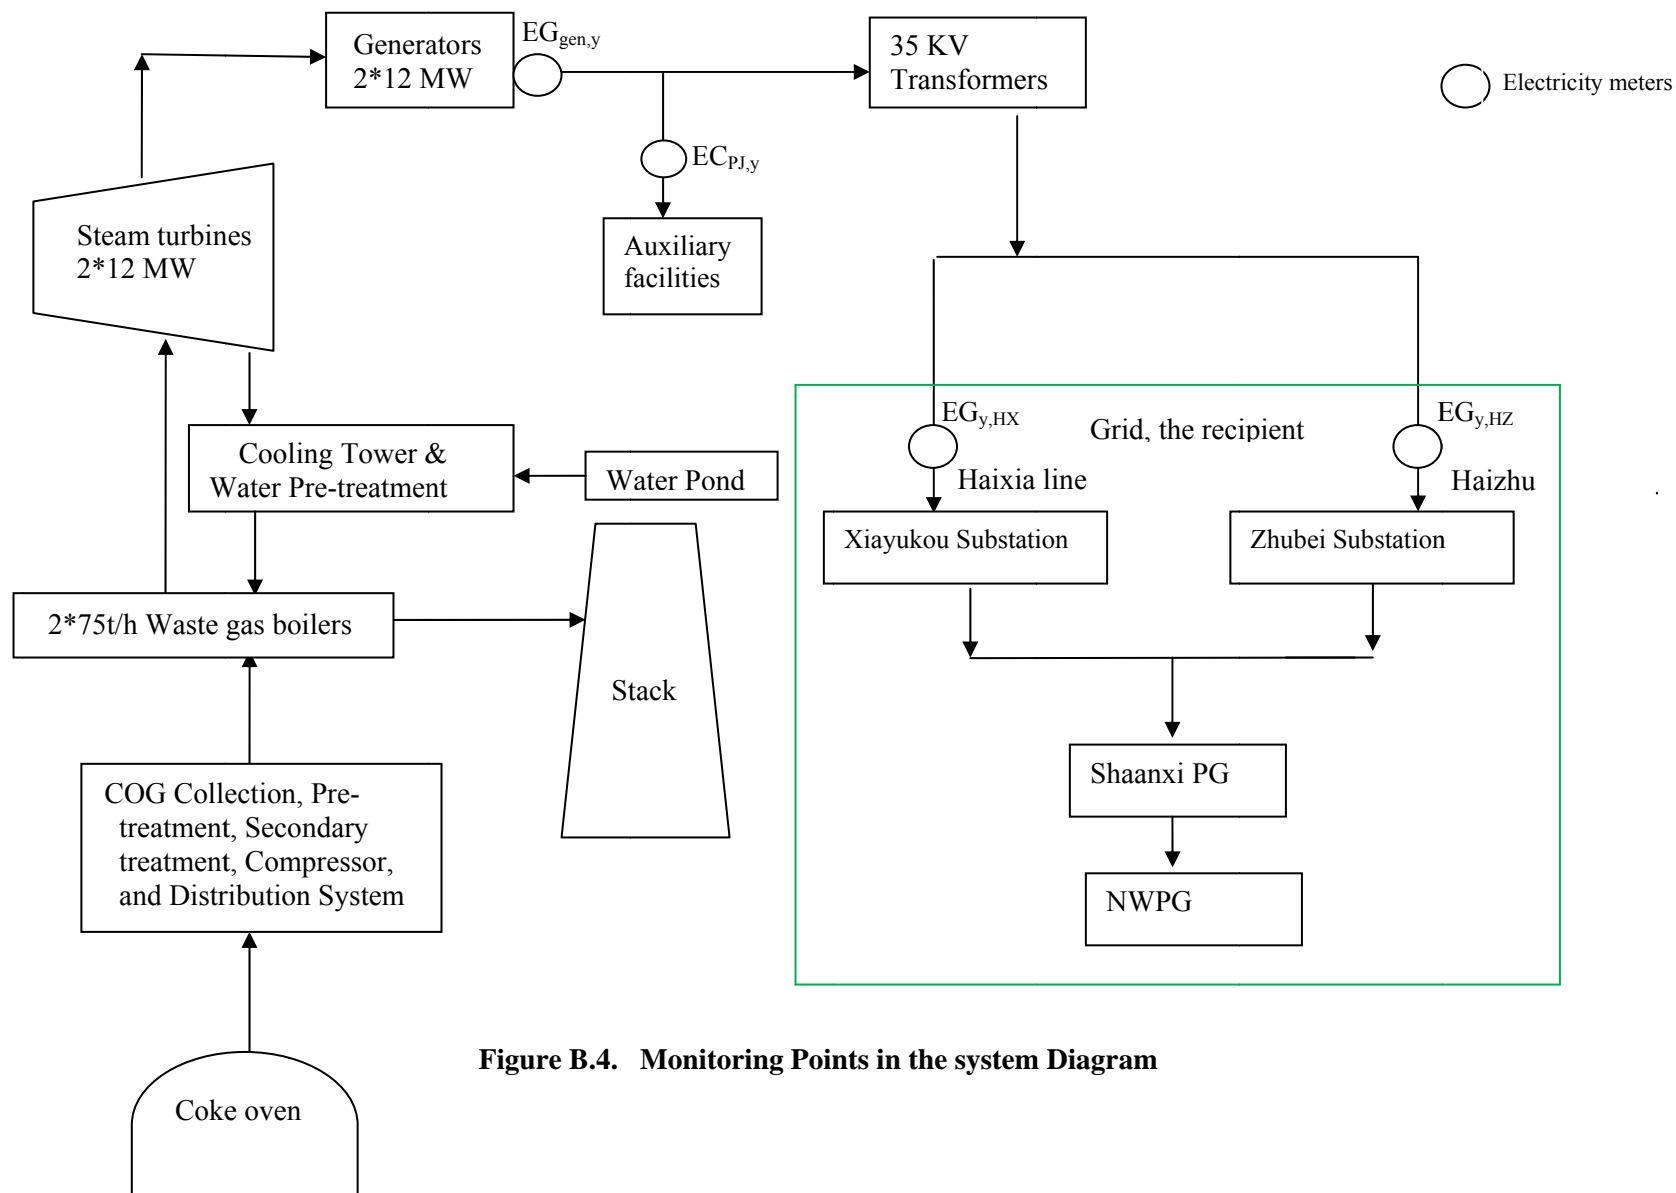 Generators
2*12 MW
EGgen,y
35 KV
Transformers
Electricity meters
ECPJ,y
Steam turbines
2*12 MW
Auxiliary
facilities
EGy,HX
Grid, the recipient
EGy,HZ
Cooling Tower &
Water Pre-treatment
Water Pond
Haixia line
Haizhu
Xiayukou Substation
Zhubei Substation
2*75t/h Waste gas boilers
Stack
Shaanxi PG
COG Collection, Pre-
treatment, Secondary
treatment, Compressor,
and Distribution System
NWPG
Figure B.4. Monitoring Points in the system Diagram
Coke oven